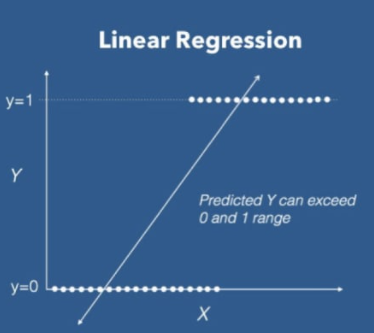 Linear Regression
y=1
Y
Predicted Y can exceed
0 and 1 range
y=0
X